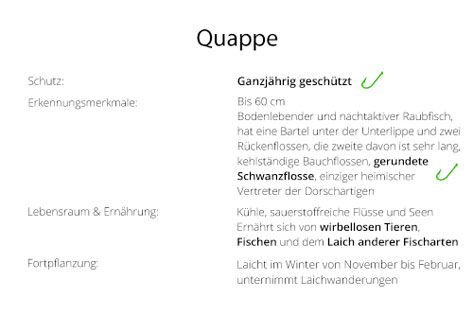 Quappe
Schutz: Ganzjährig geschützt
Erkennungsmerkmale: Bis 60 cm
Bodenlebender und nachtaktiver Raubfisch,
hat eine Bartel unter der Unterlippe und zwei
Rückenflossen, die zweite davon ist sehr lang,
kehlständige Bauchflossen, gerundete
Schwanzflosse, einziger heimischer
Vertreter der Dorschartigen
Lebensraum & Ernährung: Kühle, sauerstoffreiche Flüsse und Seen
Ernährt sich von wirbellosen Tieren,
Fischen und dem Laich anderer Fischarten
Fortpflanzung: Laicht im Winter von November bis Februar,
unternimmt Laichwanderungen